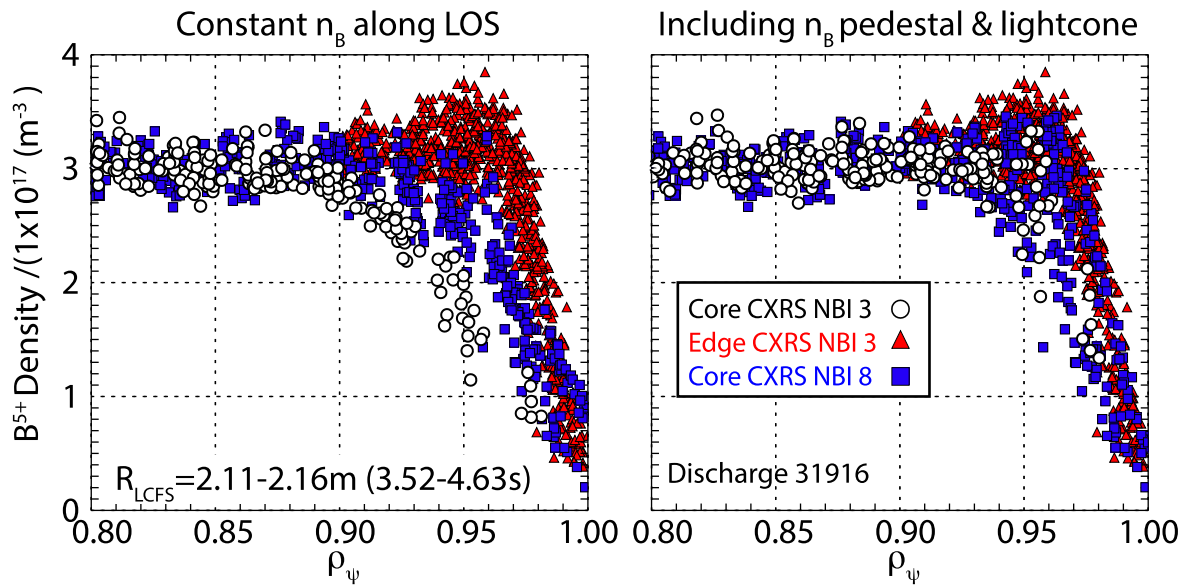 Constant n_B along LOS
Including n_B pedestal & lightcone
B⁵⁺ Density /(1x10¹⁷ (m⁻³)
4
3
2
1
0
R_LCFS=2.11-2.16m (3.52-4.63s)
Core CXRS NBI 3
Edge CXRS NBI 3
Core CXRS NBI 8
Discharge 31916
0.80 0.85 0.90 0.95 1.00
0.80 0.85 0.90 0.95 1.00
ρ_ψ
ρ_ψ